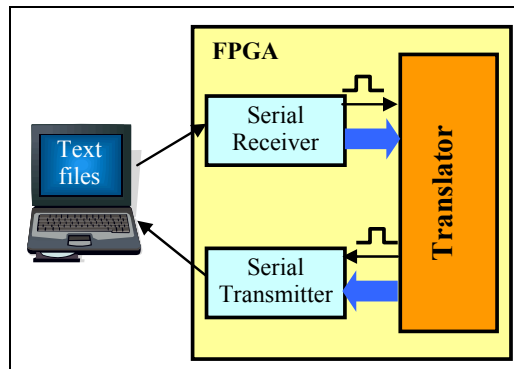 FPGA
Serial
Receiver
Text
files
Translator
Serial
Transmitter